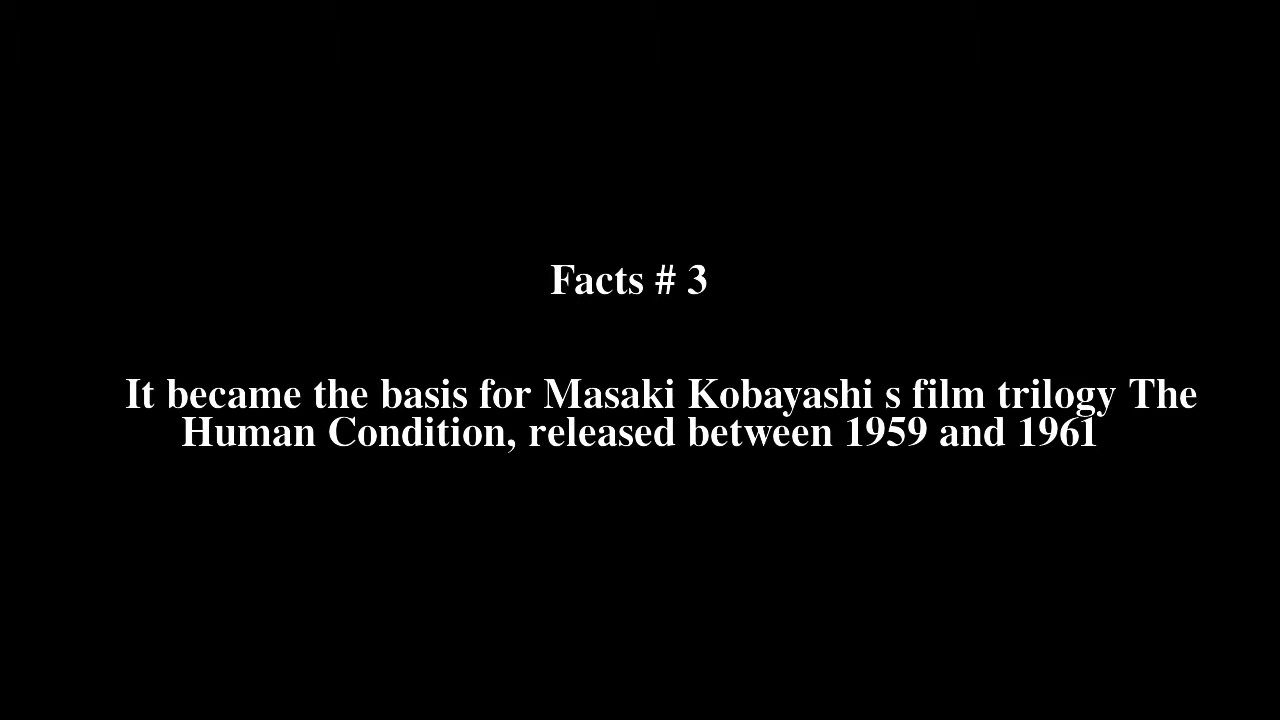 Facts # 3
It became the basis for Masaki Kobayashi s film trilogy The
Human Condition, released between 1959 and 1961